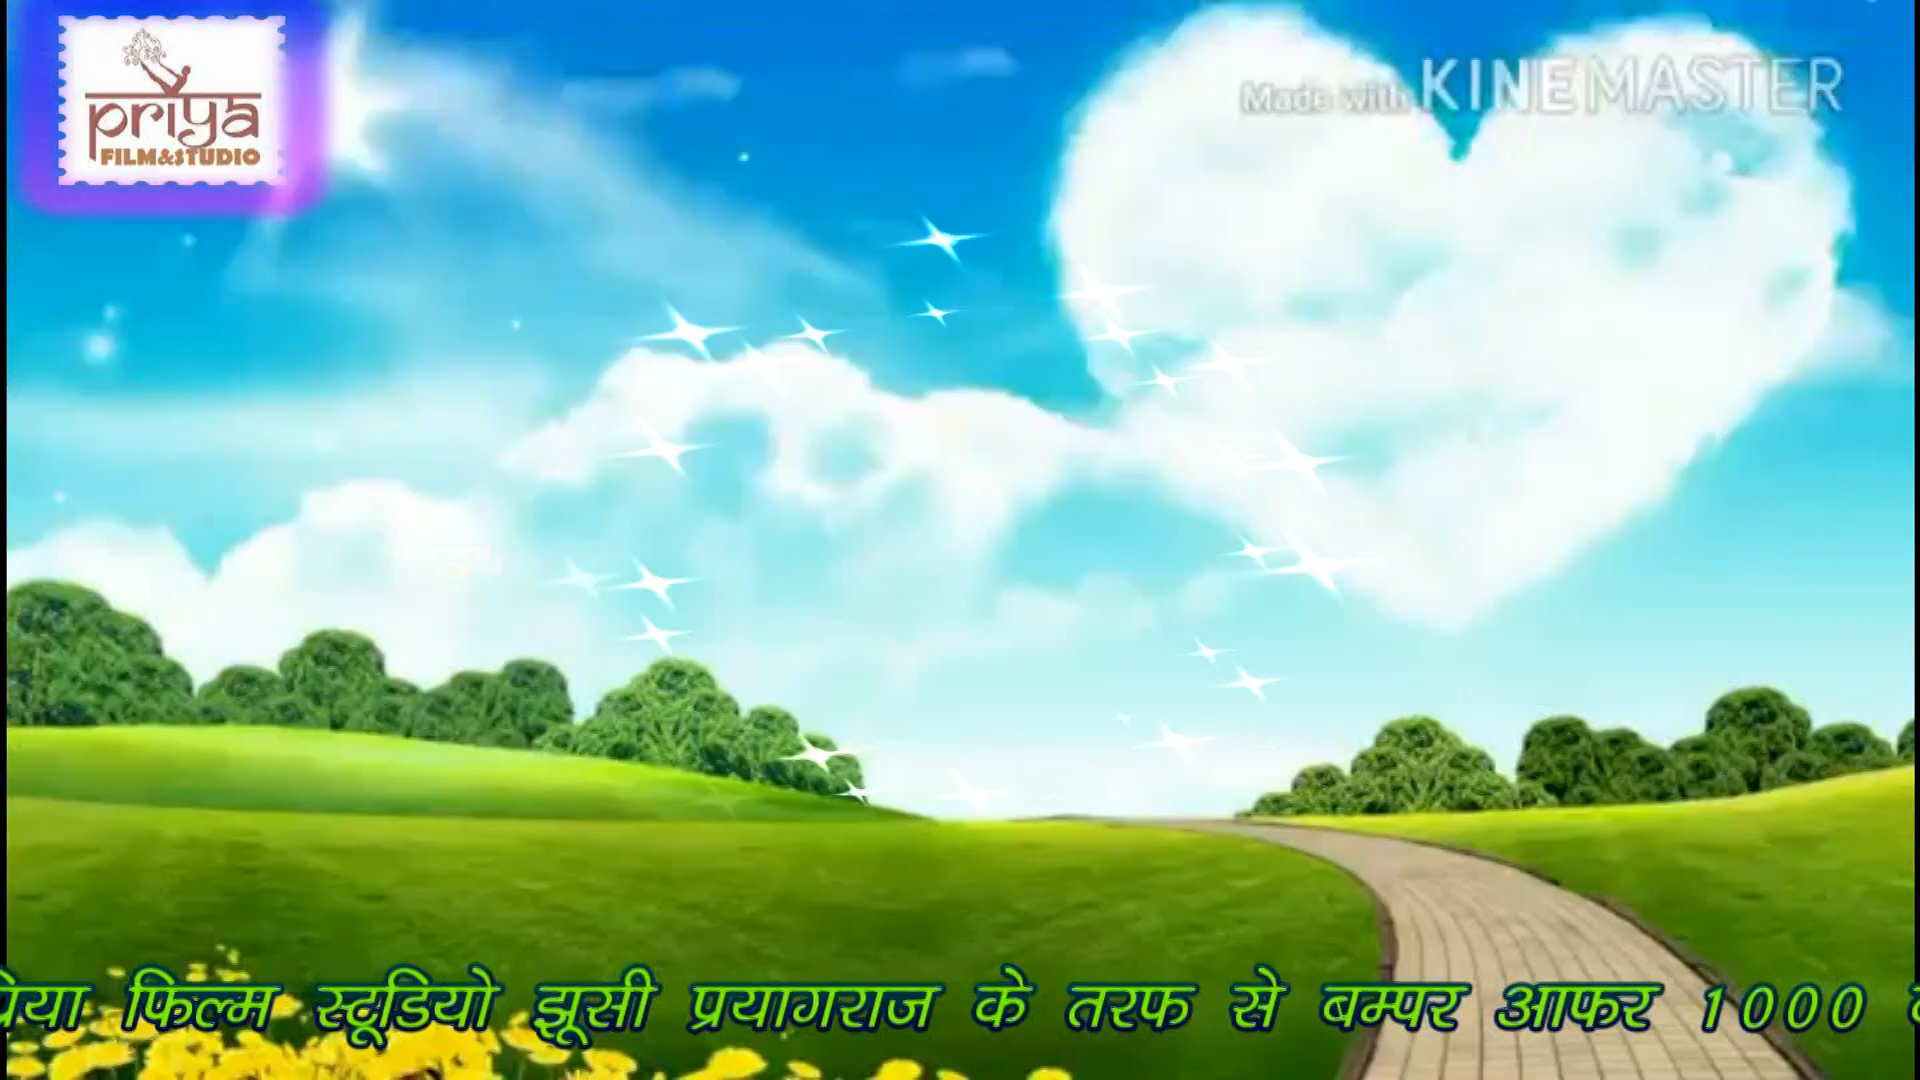 priya
FILM&STUDIO
Made with KINEMASTER
प्रिया फिल्म स्टूडियो झूसी प्रयागराज के तरफ से बम्पर आफर 1000